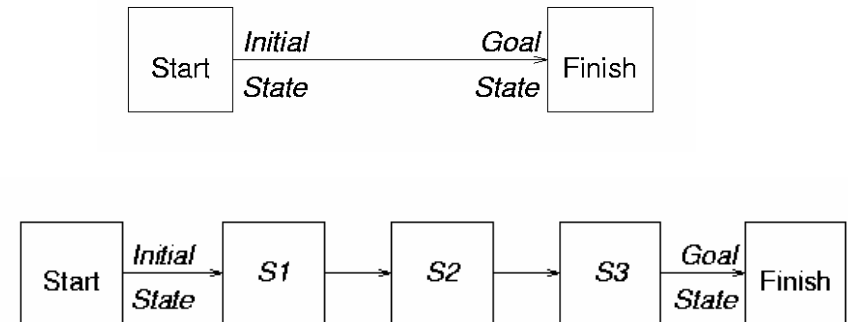 Initial Goal
Start Finish
State State
Initial Goal
Start S1 S2 S3 Finish
State State